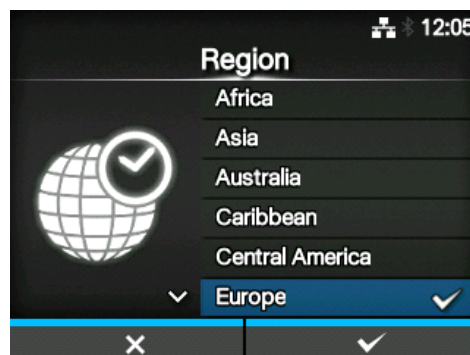 12:05
Region
Africa
Asia
Australia
Caribbean
Central America
Europe